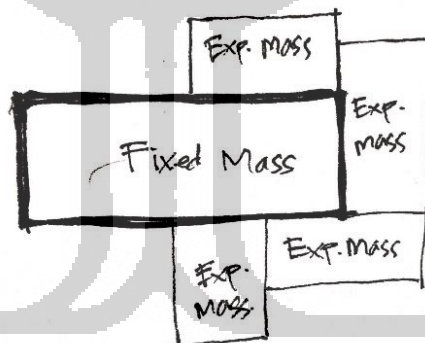 Exp. Mass
Exp.
mass
Fixed Mass
Exp. Mass
Exp.
mass.